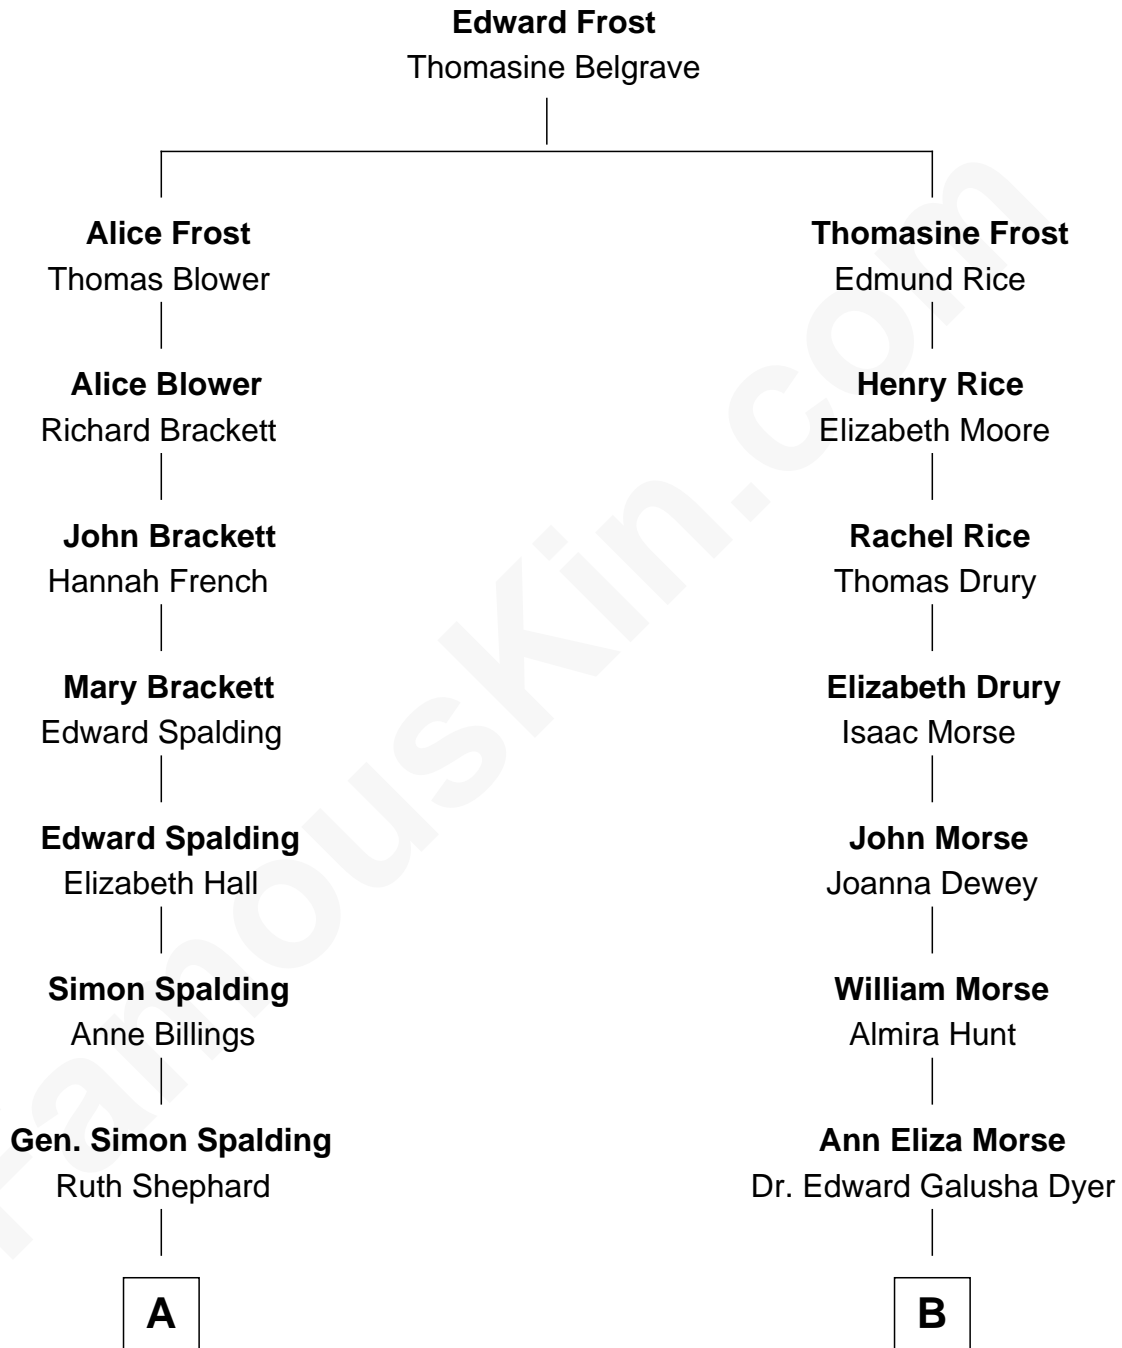 Edward Frost
Thomasine Belgrave
Alice Frost
Thomas Blower
Alice Blower
Richard Brackett
John Brackett
Hannah French
Mary Brackett
Edward Spalding
Edward Spalding
Elizabeth Hall
Simon Spalding
Anne Billings
Gen. Simon Spalding
Ruth Shephard
A
Thomasine Frost
Edmund Rice
Henry Rice
Elizabeth Moore
Rachel Rice
Thomas Drury
Elizabeth Drury
Isaac Morse
John Morse
Joanna Dewey
William Morse
Almira Hunt
Ann Eliza Morse
Dr. Edward Galusha Dyer
B
FamousKin.com